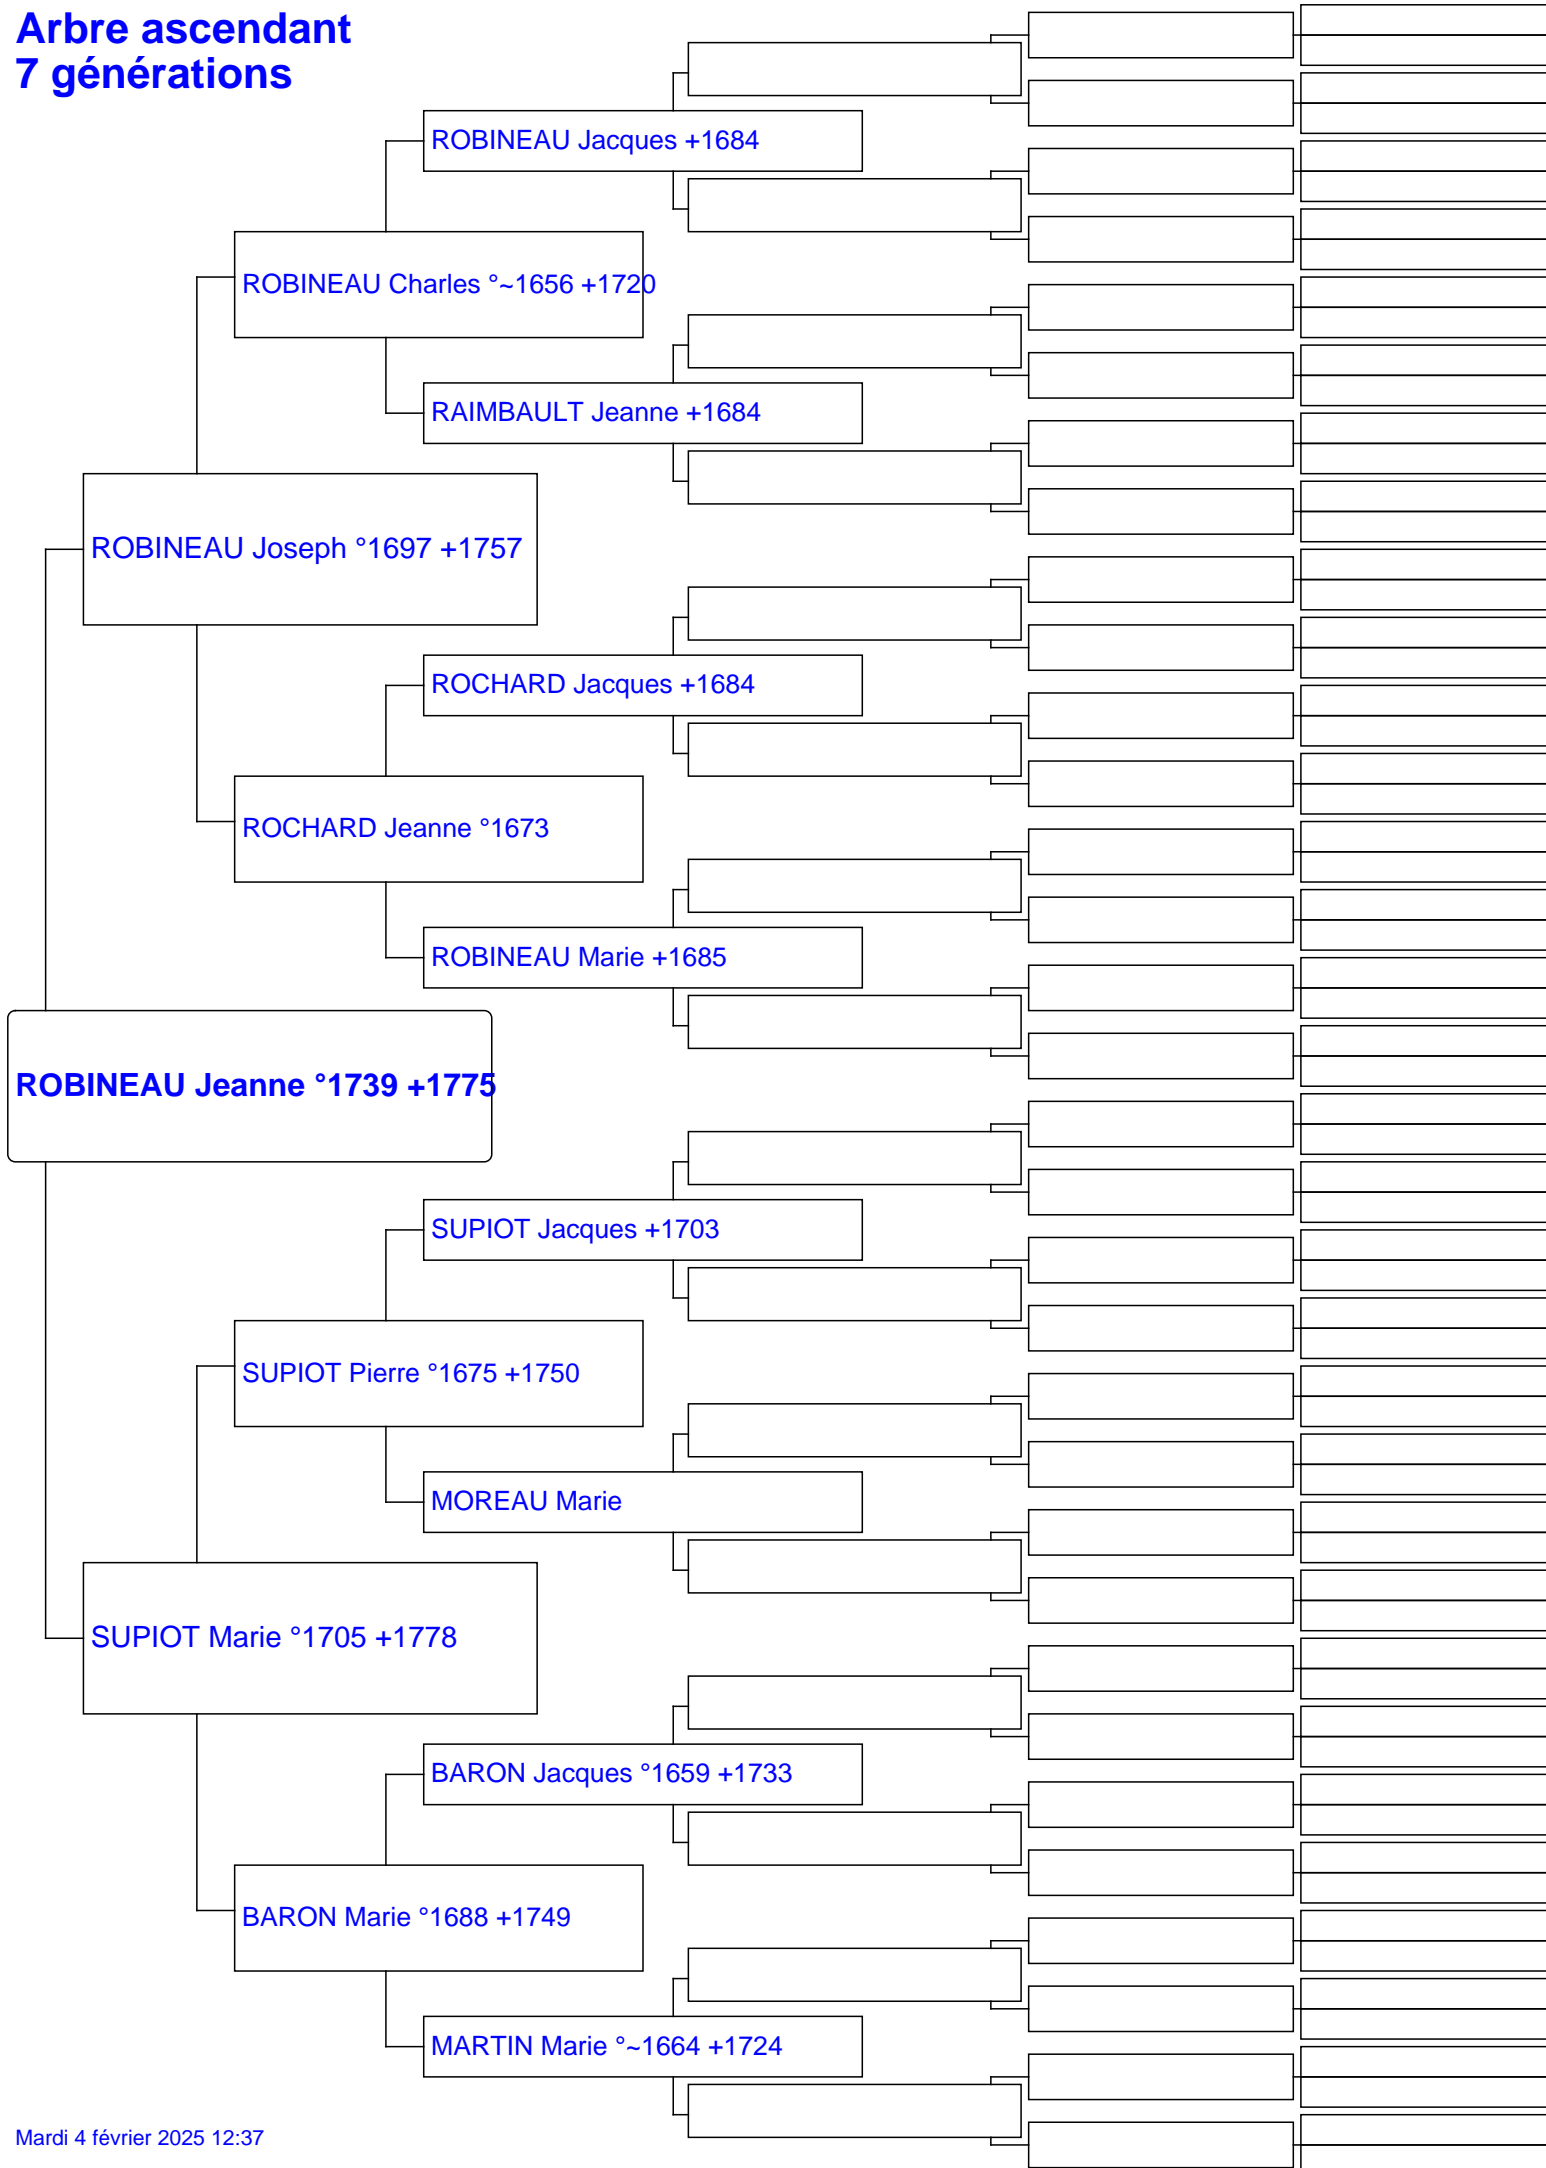 Arbre ascendant
7 générations
ROBINEAU Jacques +1684
ROBINEAU Charles °~1656 +1720
RAIMBAULT Jeanne +1684
ROBINEAU Joseph °1697 +1757
ROCHARD Jacques +1684
ROCHARD Jeanne °1673
ROBINEAU Marie +1685
ROBINEAU Jeanne °1739 +1775
SUPIOT Jacques +1703
SUPIOT Pierre °1675 +1750
MOREAU Marie
SUPIOT Marie °1705 +1778
BARON Jacques °1659 +1733
BARON Marie °1688 +1749
MARTIN Marie °~1664 +1724
Mardi 4 février 2025 12:37